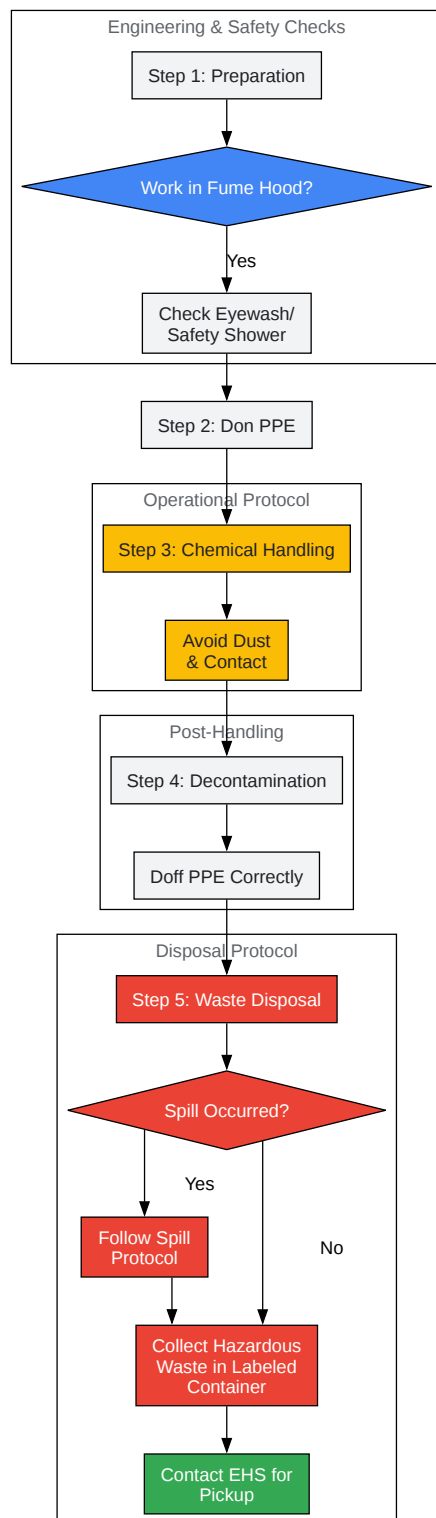 Engineering & Safety Checks
Step 1: Preparation
Work in Fume Hood?
Yes
Check Eyewash/
Safety Shower
Step 2: Don PPE
Operational Protocol
Step 3: Chemical Handling
Avoid Dust
& Contact
Post-Handling
Step 4: Decontamination
Doff PPE Correctly
Disposal Protocol
Step 5: Waste Disposal
Spill Occurred?
Yes
Follow Spill
Protocol
No
Collect Hazardous
Waste in Labeled
Container
Contact EHS for
Pickup